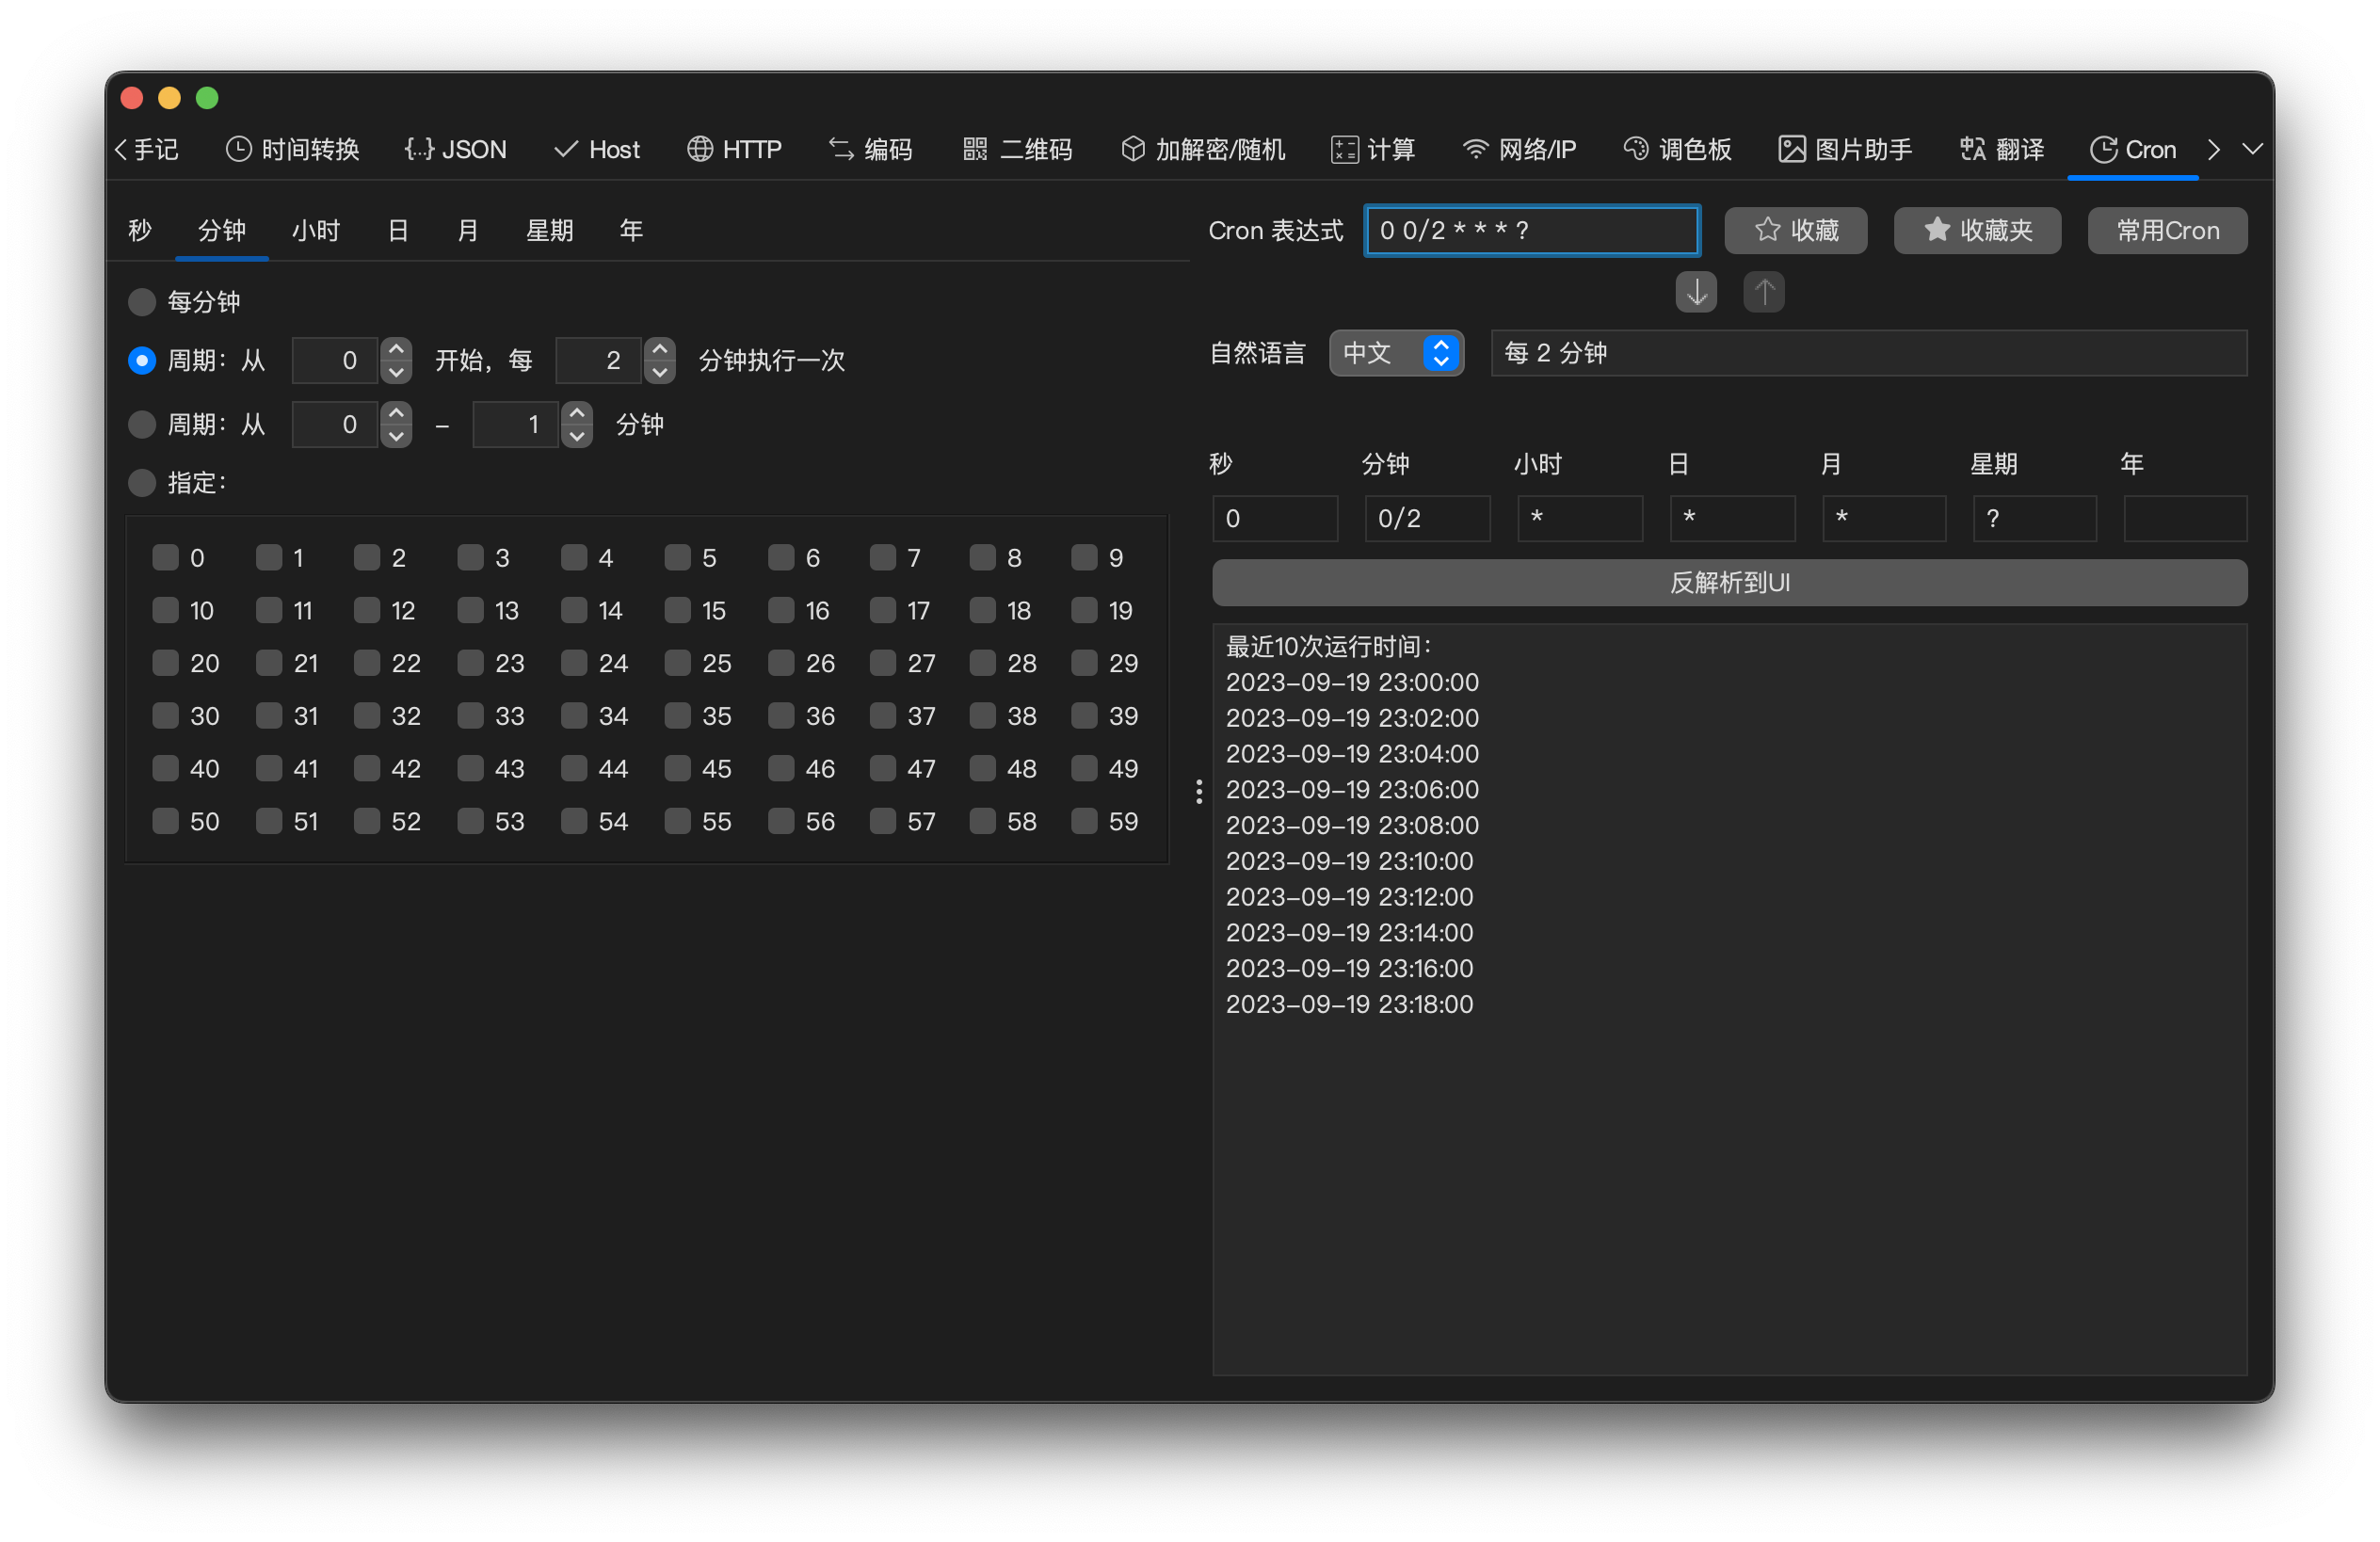 手记 时间转换 {...} JSON Host HTTP 编码 二维码 加解密/随机 计算 网络/IP 调色板 图片助手 翻译 Cron
秒 分钟 小时 日 月 星期 年
每分钟
周期：从 0 开始，每 2 分钟执行一次
周期：从 0 – 1 分钟
指定：
0 1 2 3 4 5 6 7 8 9
10 11 12 13 14 15 16 17 18 19
20 21 22 23 24 25 26 27 28 29
30 31 32 33 34 35 36 37 38 39
40 41 42 43 44 45 46 47 48 49
50 51 52 53 54 55 56 57 58 59
Cron 表达式 0 0/2 * * * ? 收藏 收藏夹 常用Cron
自然语言 中文 每 2 分钟
秒 分钟 小时 日 月 星期 年
0 0/2 * * * ?
反解析到UI
最近10次运行时间：
2023-09-19 23:00:00
2023-09-19 23:02:00
2023-09-19 23:04:00
2023-09-19 23:06:00
2023-09-19 23:08:00
2023-09-19 23:10:00
2023-09-19 23:12:00
2023-09-19 23:14:00
2023-09-19 23:16:00
2023-09-19 23:18:00